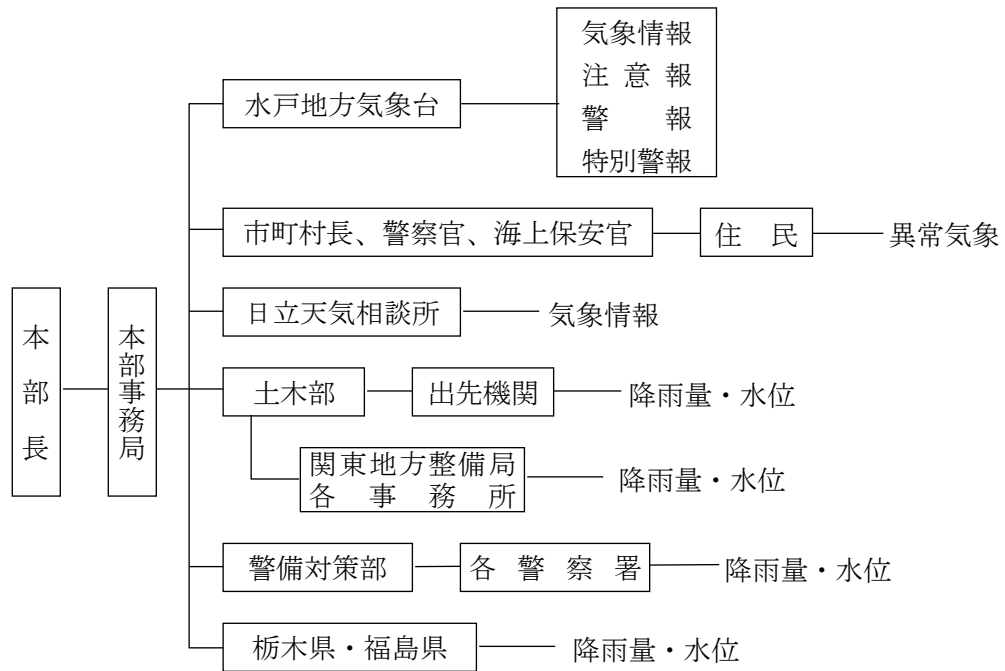 気象情報
注意報
警報
特別警報
水戸地方気象台
市町村長、警察官、海上保安官
住民
異常気象
日立天気相談所
気象情報
本部長
本部事務局
土木部
出先機関
降雨量・水位
関東地方整備局
各事務所
降雨量・水位
警備対策部
各警察署
降雨量・水位
栃木県・福島県
降雨量・水位